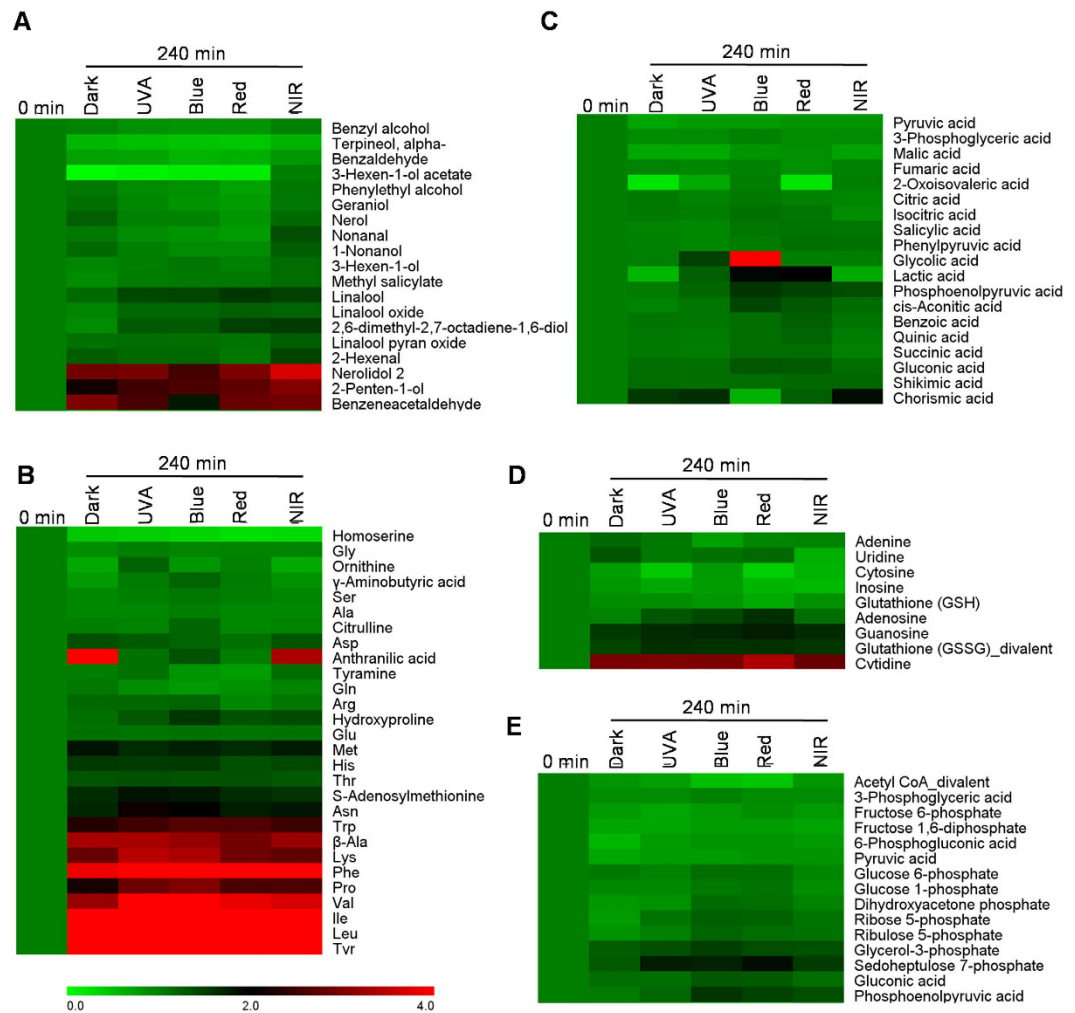 A
240 min
0 min
Dark
UVA
Blue
Red
NIR
Benzyl alcohol
Terpineol, alpha-
Benzaldehyde
3-Hexen-1-ol acetate
Phenylethyl alcohol
Geraniol
Nerol
Nonanal
1-Nonanol
3-Hexen-1-ol
Methyl salicylate
Linalool
Linalool oxide
2,6-dimethyl-2,7-octadiene-1,6-diol
Linalool pyran oxide
2-Hexenal
Nerolidol 2
2-Penten-1-ol
Benzeneacetaldehyde
B
240 min
0 min
Dark
UVA
Blue
Red
NIR
Homoserine
Gly
Ornithine
γ-Aminobutyric acid
Ser
Ala
Citrulline
Asp
Anthranilic acid
Tyramine
Gln
Arg
Hydroxyproline
Glu
Met
His
Thr
S-Adenosylmethionine
Asn
Trp
β-Ala
Lys
Phe
Pro
Val
Ile
Leu
Tyr
0.0
2.0
4.0
C
240 min
0 min
Dark
UVA
Blue
Red
NIR
Pyruvic acid
3-Phosphoglyceric acid
Malic acid
Fumaric acid
2-Oxoisovaleric acid
Citric acid
Isocitric acid
Salicylic acid
Phenylpyruvic acid
Glycolic acid
Lactic acid
Phosphoenolpyruvic acid
cis-Aconitic acid
Benzoic acid
Quinic acid
Succinic acid
Gluconic acid
Shikimic acid
Chorismic acid
D
240 min
0 min
Dark
UVA
Blue
Red
NIR
Adenine
Uridine
Cytosine
Inosine
Glutathione (GSH)
Adenosine
Guanosine
Glutathione (GSSG)_divalent
Cytidine
E
240 min
0 min
Dark
UVA
Blue
Red
NIR
Acetyl CoA_divalent
3-Phosphoglyceric acid
Fructose 6-phosphate
Fructose 1,6-diphosphate
6-Phosphogluconic acid
Pyruvic acid
Glucose 6-phosphate
Glucose 1-phosphate
Dihydroxyacetone phosphate
Ribose 5-phosphate
Ribulose 5-phosphate
Glycerol-3-phosphate
Sedoheptulose 7-phosphate
Gluconic acid
Phosphoenolpyruvic acid